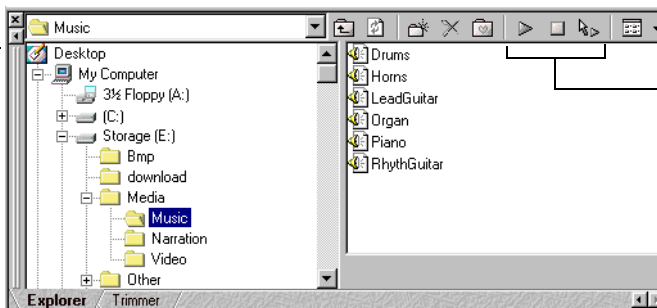 Music
Desktop
My Computer
3½ Floppy (A:)
(C:)
Storage (E:)
Bmp
download
Media
Music
Narration
Video
Other
Drums
Horns
LeadGuitar
Organ
Piano
RhythGuitar
Explorer
Trimmer